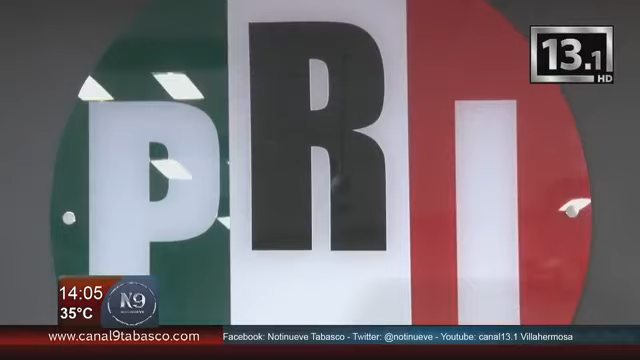 13.1
HD
PRI
14:05
35°C
N9
www.canal9tabasco.com
Facebook: Notinueve Tabasco - Twitter: @notinueve - Youtube: canal13.1 Villahermosa